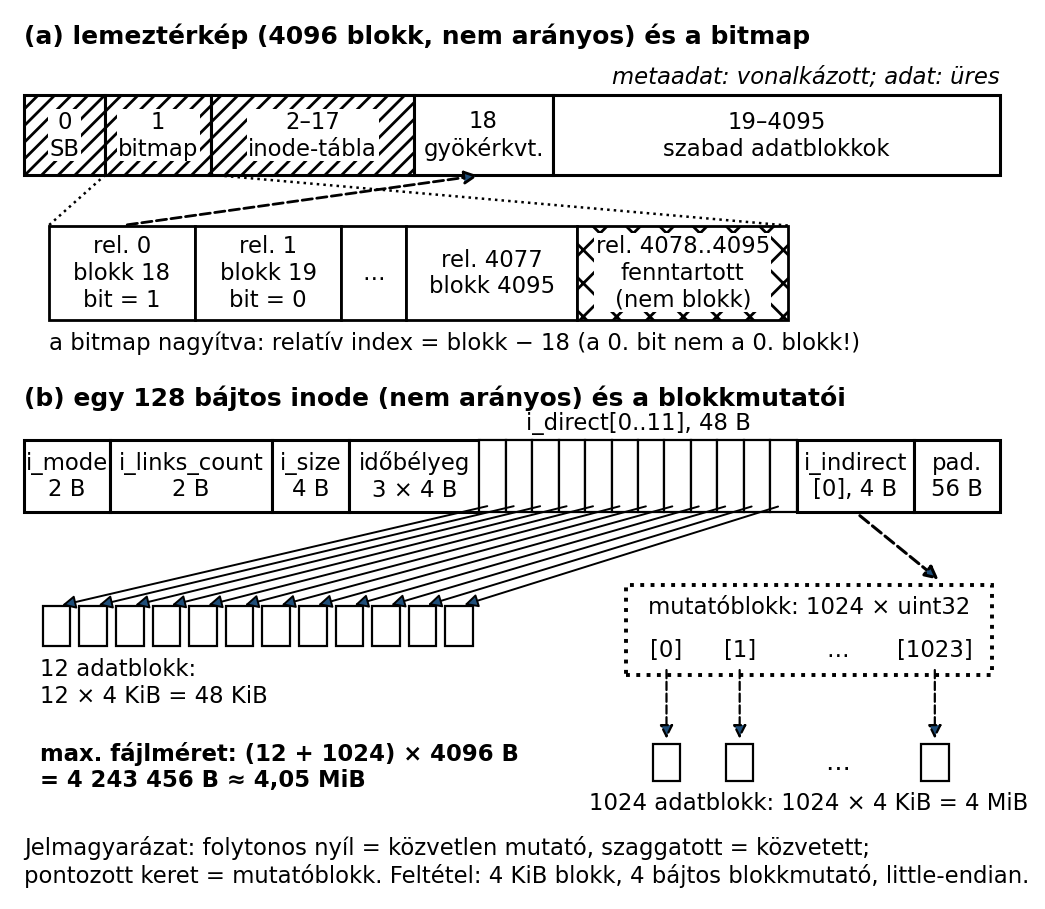 (a) lemeztérkép (4096 blokk, nem arányos) és a bitmap
metaadat: vonalkázott; adat: üres
0
SB
1
bitmap
2–17
inode-tábla
18
gyökérkvt.
19–4095
szabad adatblokkok
rel. 0
blokk 18
bit = 1
rel. 1
blokk 19
bit = 0
...
rel. 4077
blokk 4095
rel. 4078..4095
fenntartott
(nem blokk)
a bitmap nagyítva: relatív index = blokk − 18 (a 0. bit nem a 0. blokk!)
(b) egy 128 bájtos inode (nem arányos) és a blokkmutatói
i_direct[0..11], 48 B
i_mode
2 B
i_links_count
2 B
i_size
4 B
időbélyeg
3 × 4 B
i_indirect
[0], 4 B
pad.
56 B
mutatóblokk: 1024 × uint32
[0] [1] ... [1023]
12 adatblokk:
12 × 4 KiB = 48 KiB
max. fájlméret: (12 + 1024) × 4096 B
= 4 243 456 B ≈ 4,05 MiB
...
1024 adatblokk: 1024 × 4 KiB = 4 MiB
Jelmagyarázat: folytonos nyíl = közvetlen mutató, szaggatott = közvetett;
pontozott keret = mutatóblokk. Feltétel: 4 KiB blokk, 4 bájtos blokkmutató, little-endian.